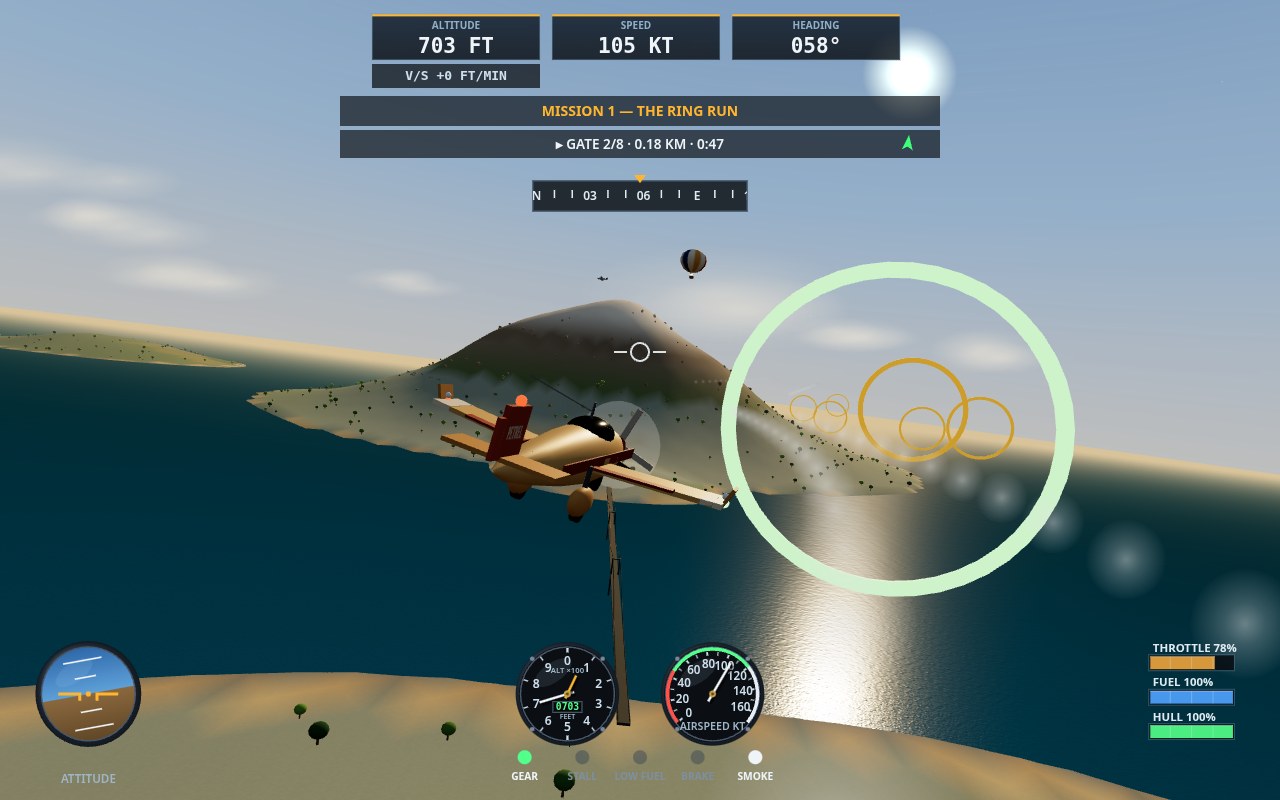 ALTITUDE
703 FT
V/S +0 FT/MIN
SPEED
105 KT
HEADING
058°
MISSION 1 — THE RING RUN
▸ GATE 2/8 · 0.18 KM · 0:47
N 03 06 E
0 1 2 3 4 5 6 7 8 9
ALT ×100
0703
FEET
0 20 40 60 80 100 120 140 160
AIRSPEED KT
ATTITUDE
GEAR STALL LOW FUEL BRAKE SMOKE
THROTTLE 78%
FUEL 100%
HULL 100%